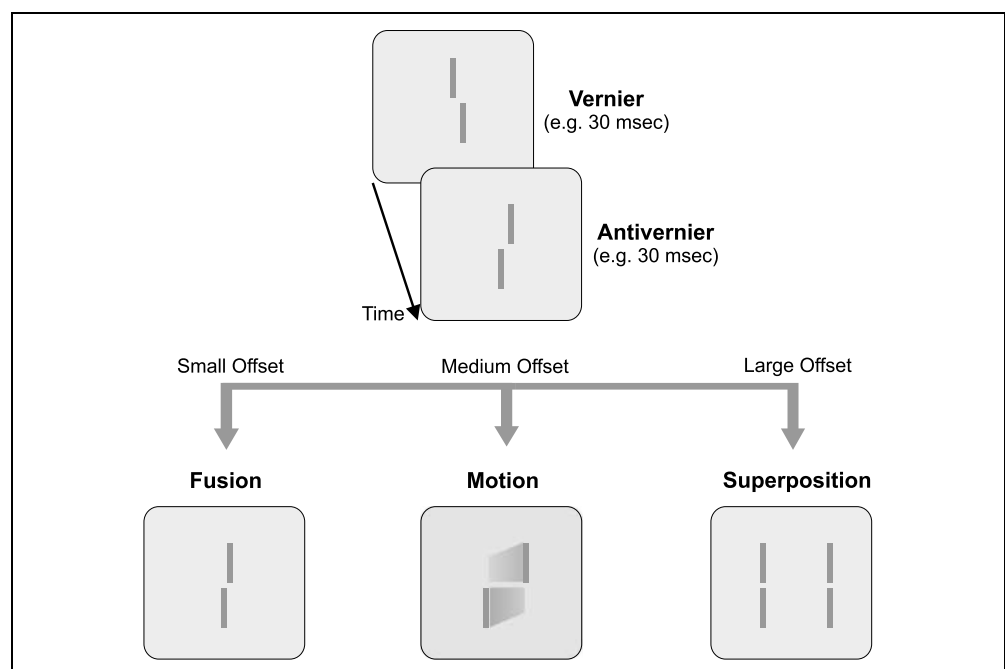 Vernier
(e.g. 30 msec)
Antivernier
(e.g. 30 msec)
Time
Small Offset
Medium Offset
Large Offset
Fusion
Motion
Superposition